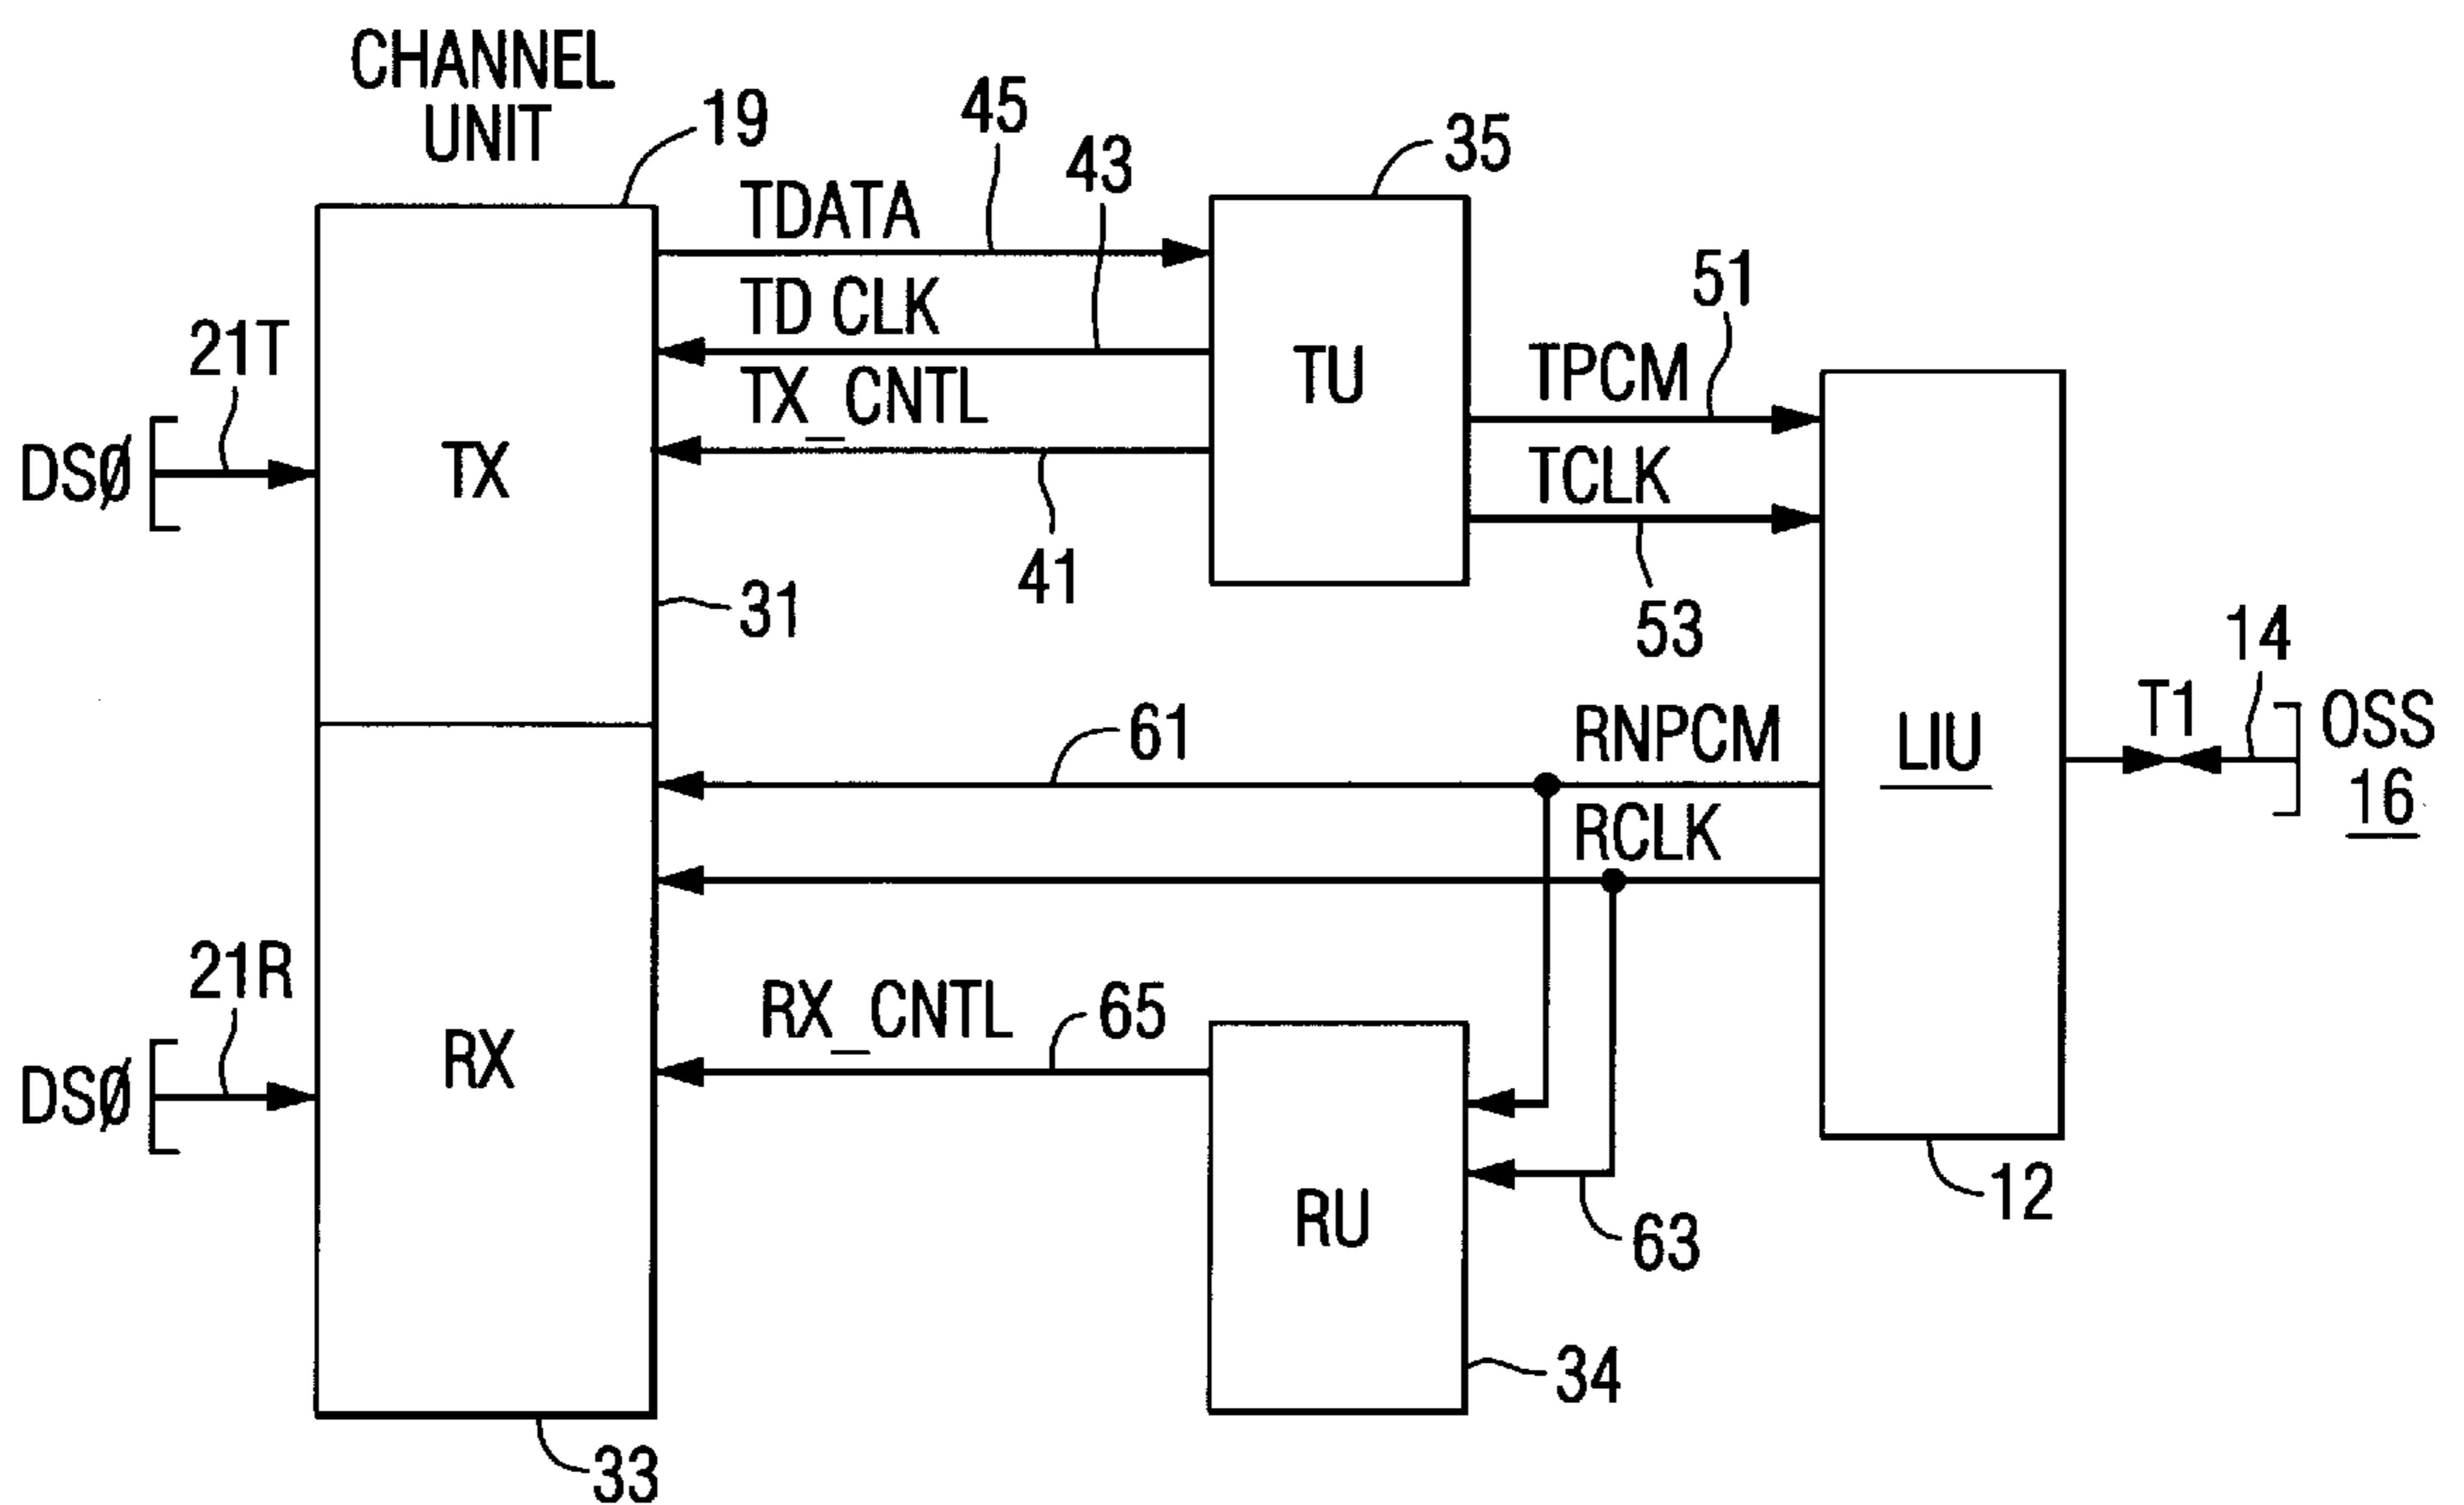 CHANNEL
UNIT
19
45
43
35
TDATA
TD CLK
TX_CNTL
41
21T
DSØ
TX
31
TU
51
TPCM
TCLK
53
14
T1
OSS
16
61
RNPCM
RCLK
LIU
12
21R
DSØ
RX
RX_CNTL
65
RU
63
34
33